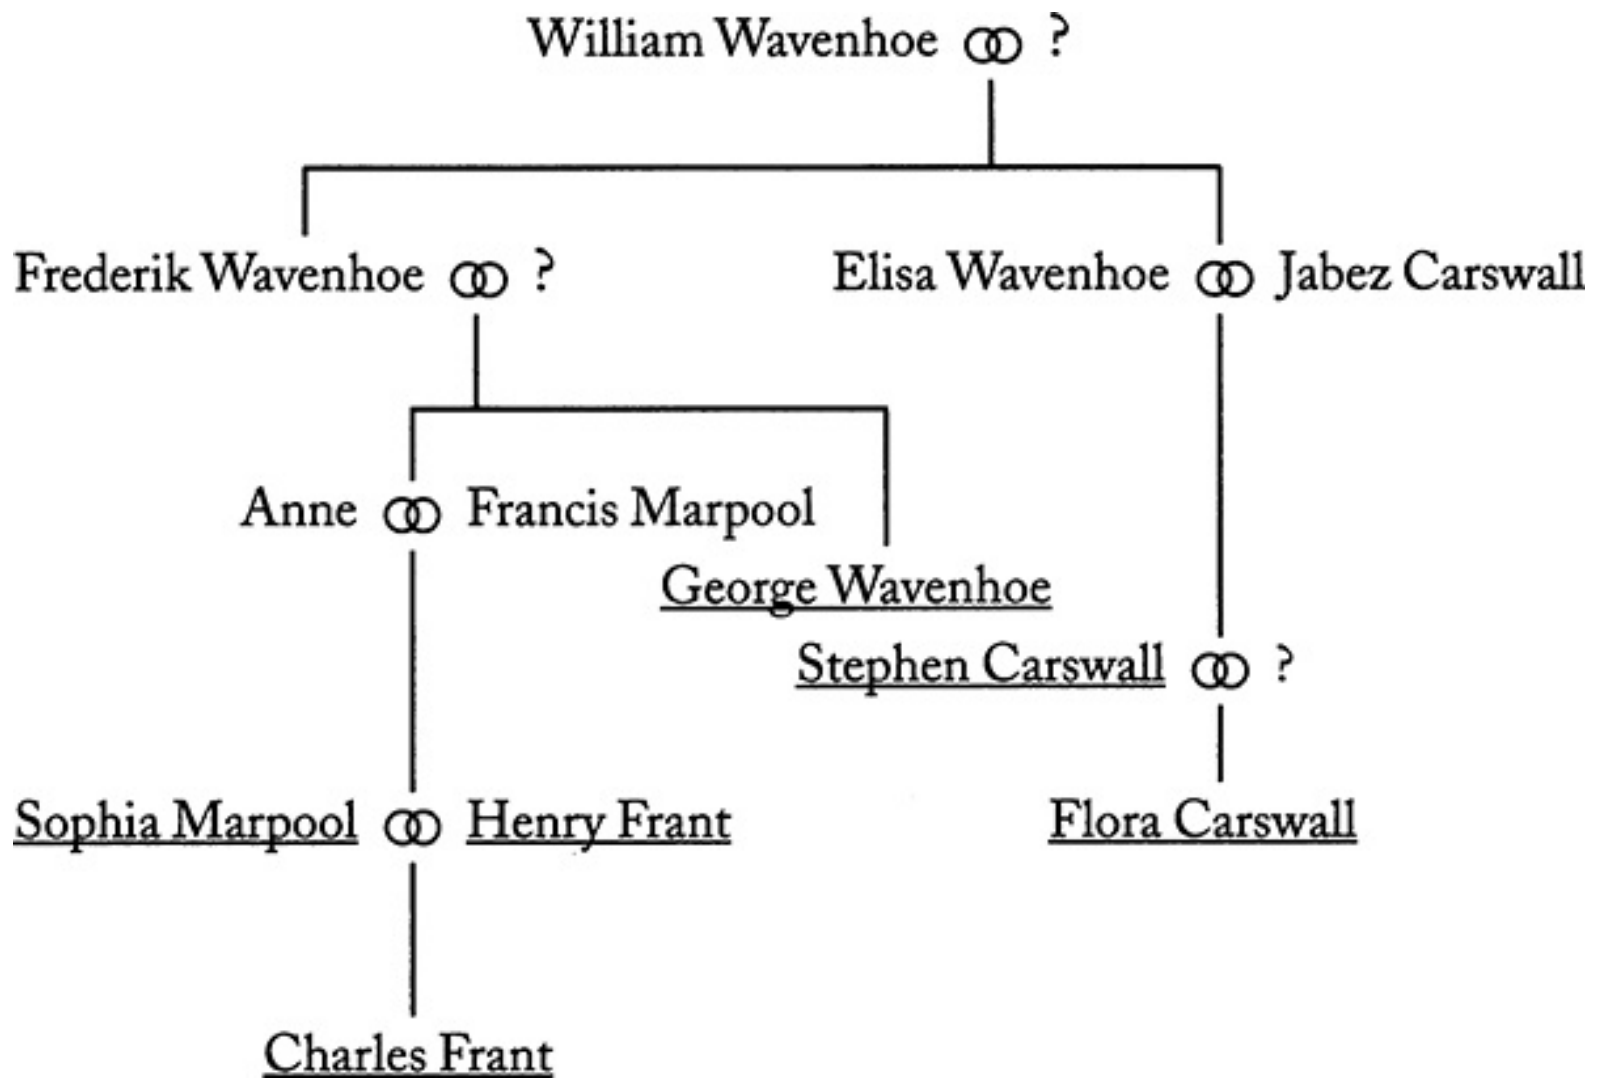 William Wavenhoe ⚭ ?
Frederik Wavenhoe ⚭ ?
Elisa Wavenhoe ⚭ Jabez Carswall
Anne ⚭ Francis Marpool
George Wavenhoe
Stephen Carswall ⚭ ?
Sophia Marpool ⚭ Henry Frant
Flora Carswall
Charles Frant